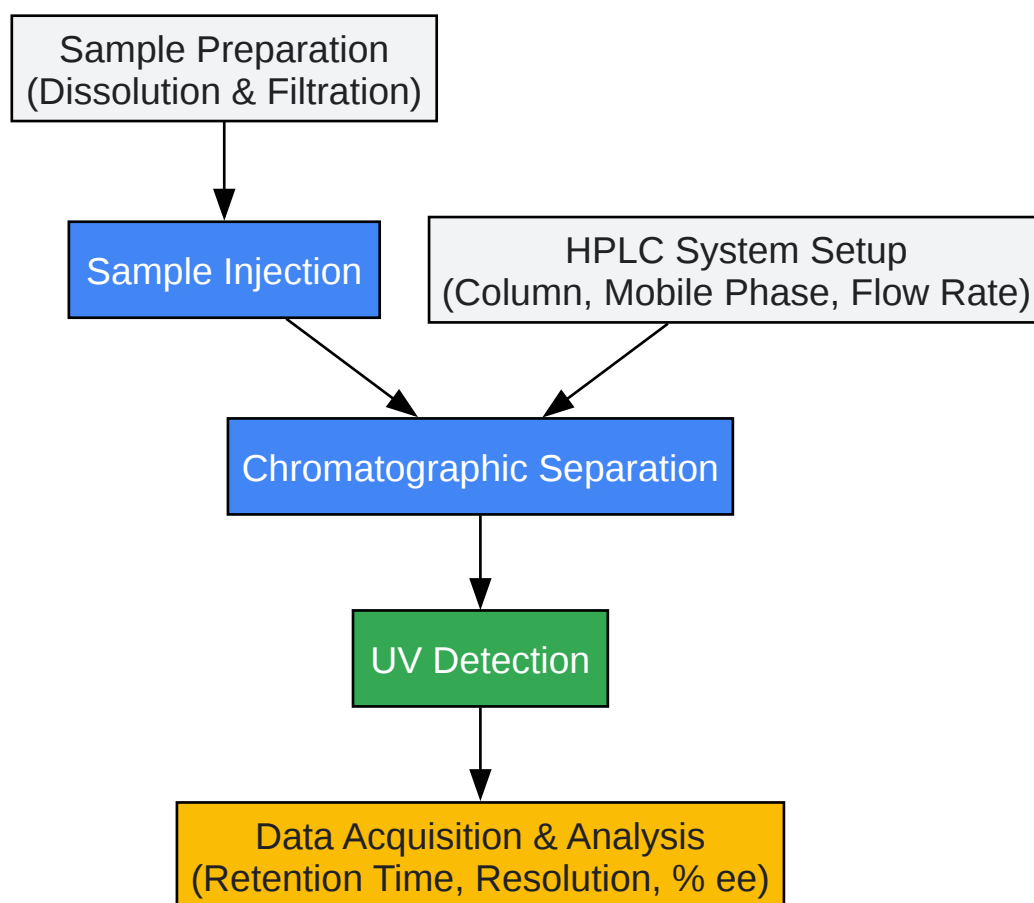 Sample Preparation
(Dissolution & Filtration)
Sample Injection
HPLC System Setup
(Column, Mobile Phase, Flow Rate)
Chromatographic Separation
UV Detection
Data Acquisition & Analysis
(Retention Time, Resolution, % ee)